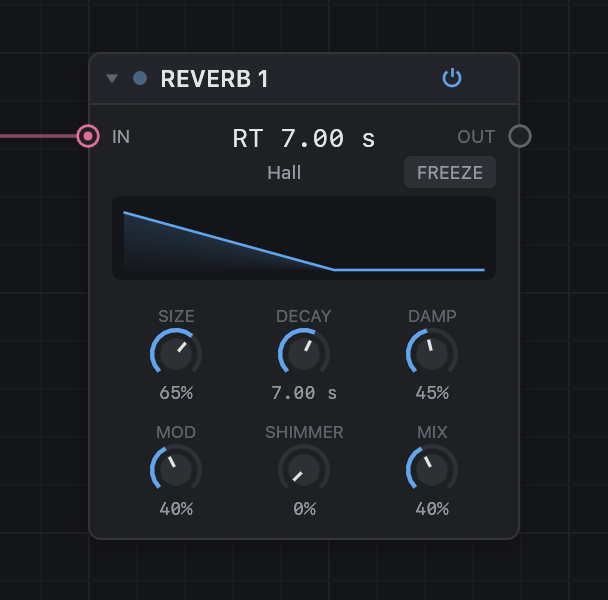 REVERB 1
IN RT 7.00 s OUT
Hall FREEZE
SIZE DECAY DAMP
65% 7.00 s 45%
MOD SHIMMER MIX
40% 0% 40%